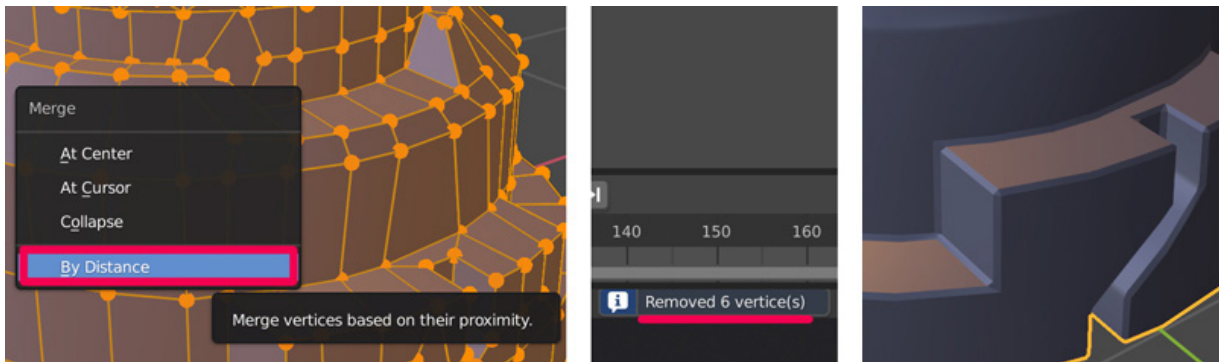 Merge
At Center
At Cursor
Collapse
By Distance
Merge vertices based on their proximity.
140 150 160
Removed 6 vertice(s)